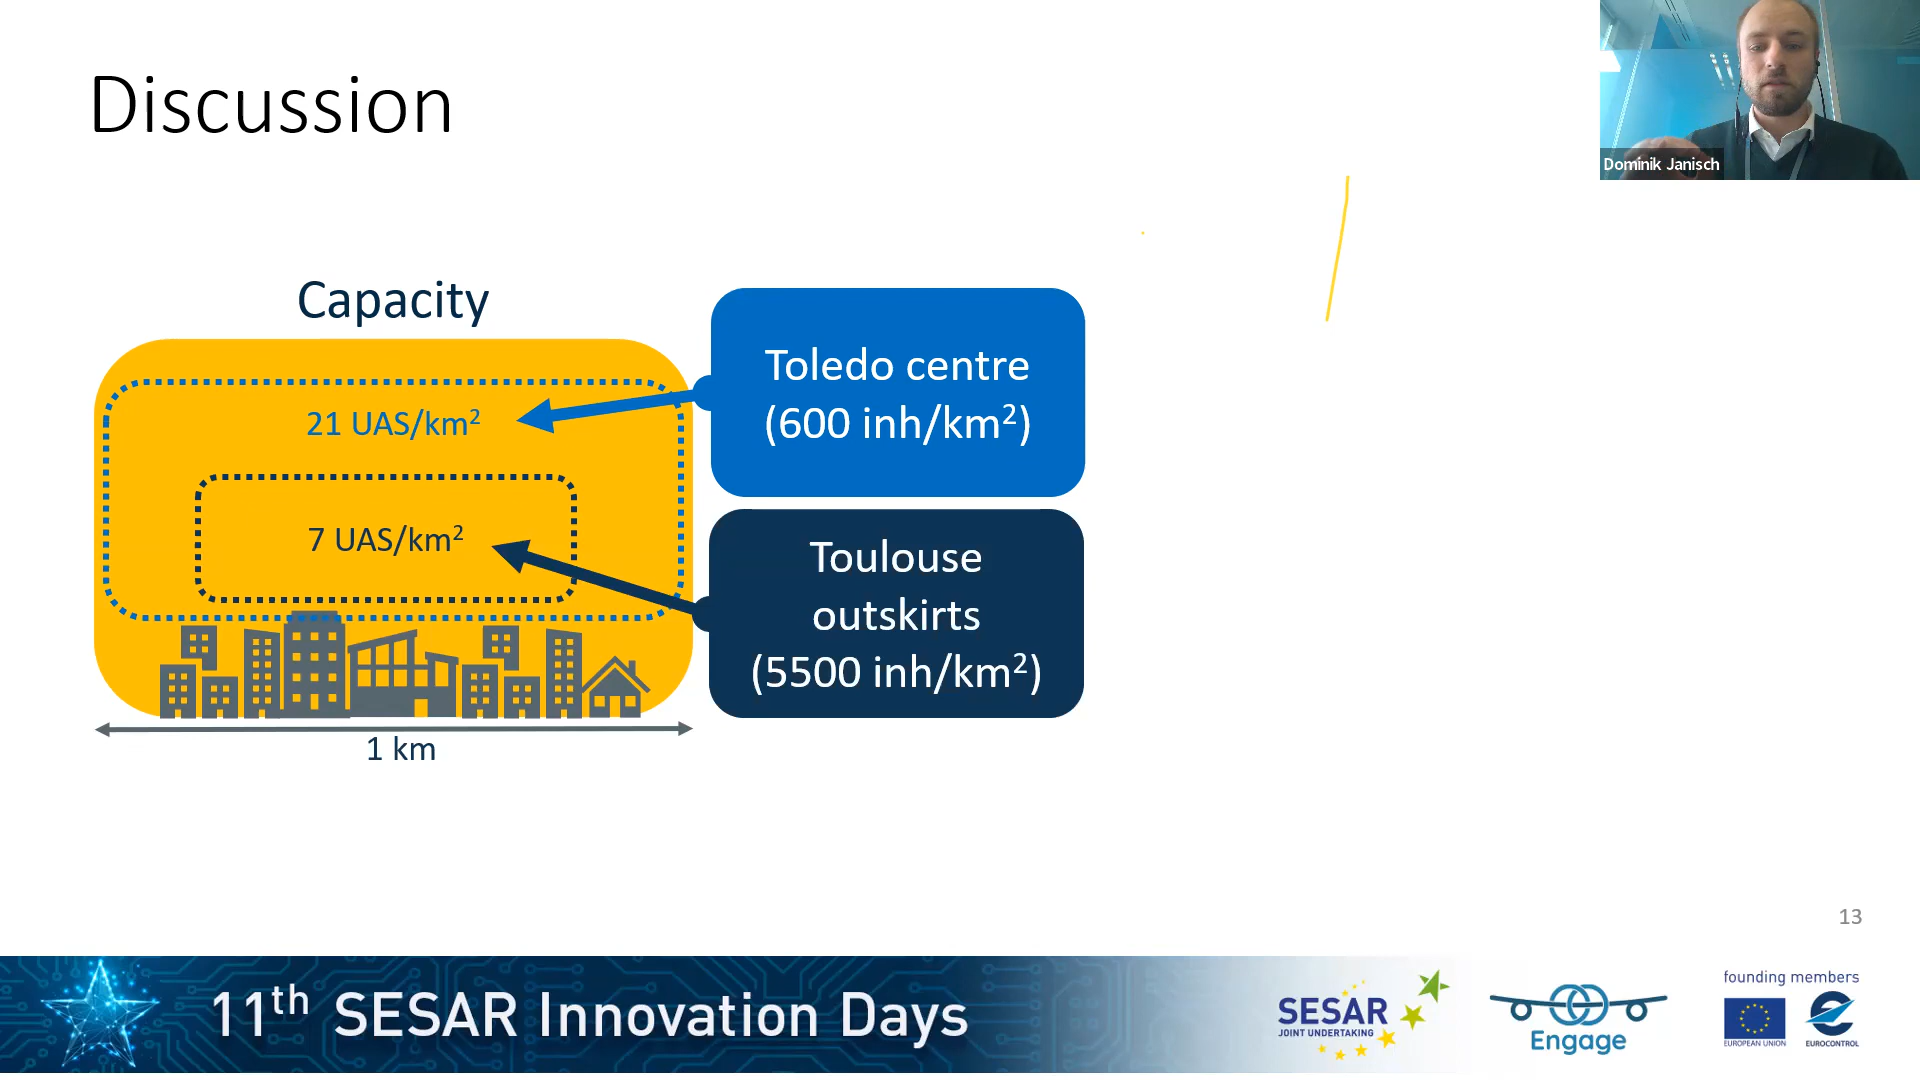 Discussion
Dominik Janisch
Capacity
21 UAS/km²
7 UAS/km²
1 km
Toledo centre
(600 inh/km²)
Toulouse
outskirts
(5500 inh/km²)
13
11th SESAR Innovation Days
SESAR
JOINT UNDERTAKING
Engage
founding members
EUROPEAN UNION
EUROCONTROL